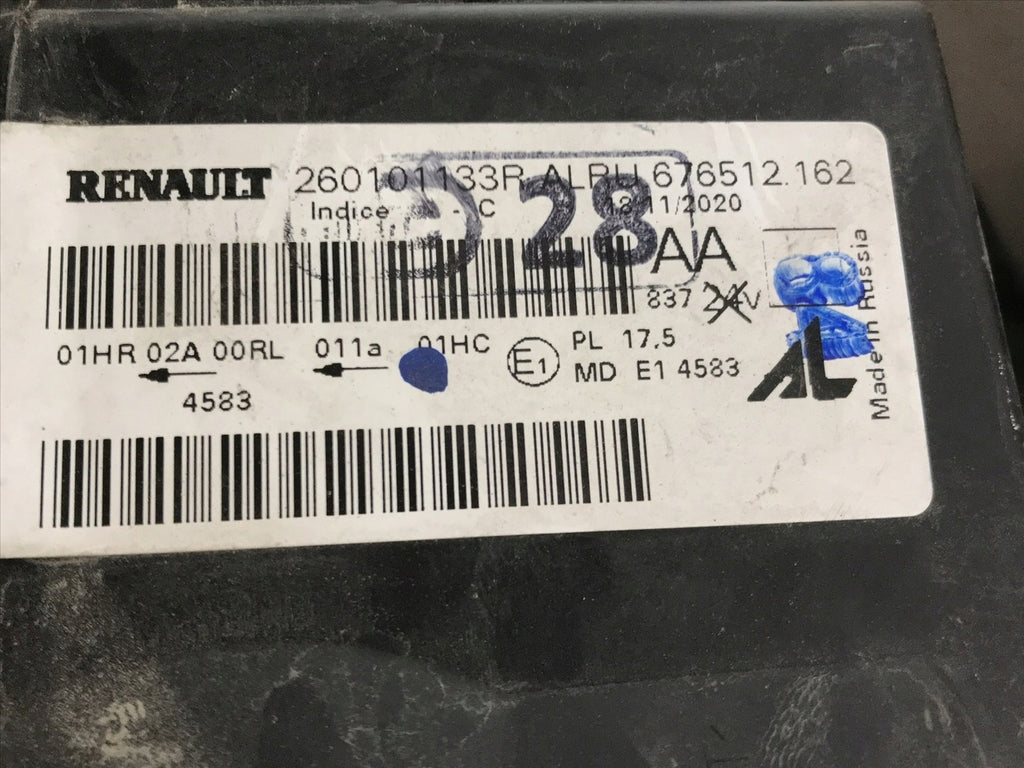 RENAULT 260101133R ALRU 676512.162
Indice - C 18/11/2020
28
AA
837 24V
01HR 02A 00RL 011a 01HC E1 PL 17,5
4583 MD E1 4583
AL
Made in Russia